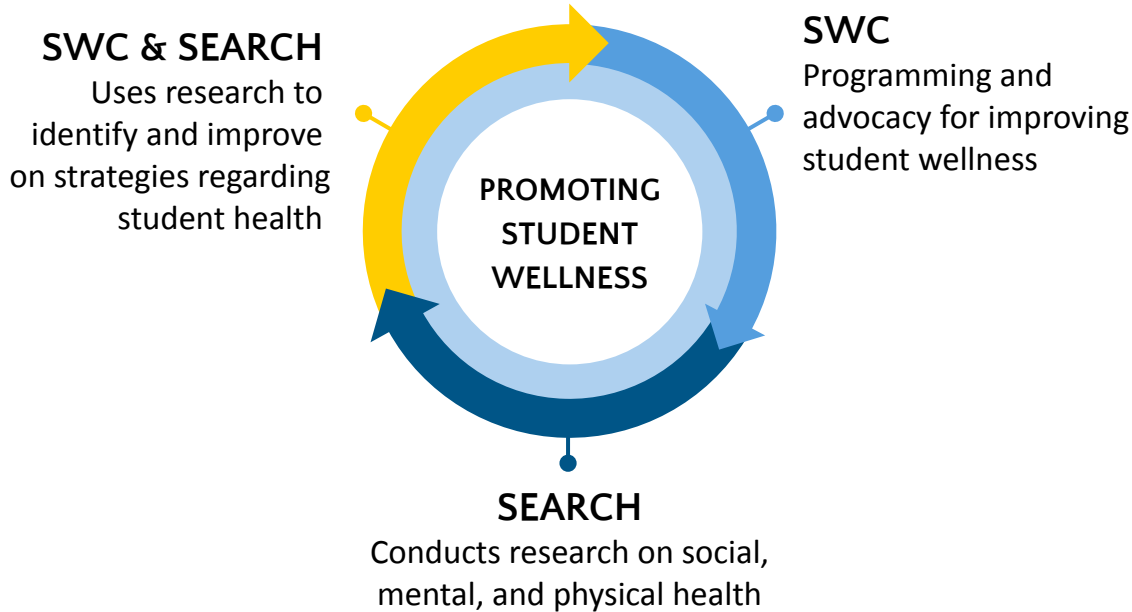 SWC & SEARCH
Uses research to
identify and improve
on strategies regarding
student health
SWC
Programming and
advocacy for improving
student wellness
PROMOTING
STUDENT
WELLNESS
SEARCH
Conducts research on social,
mental, and physical health